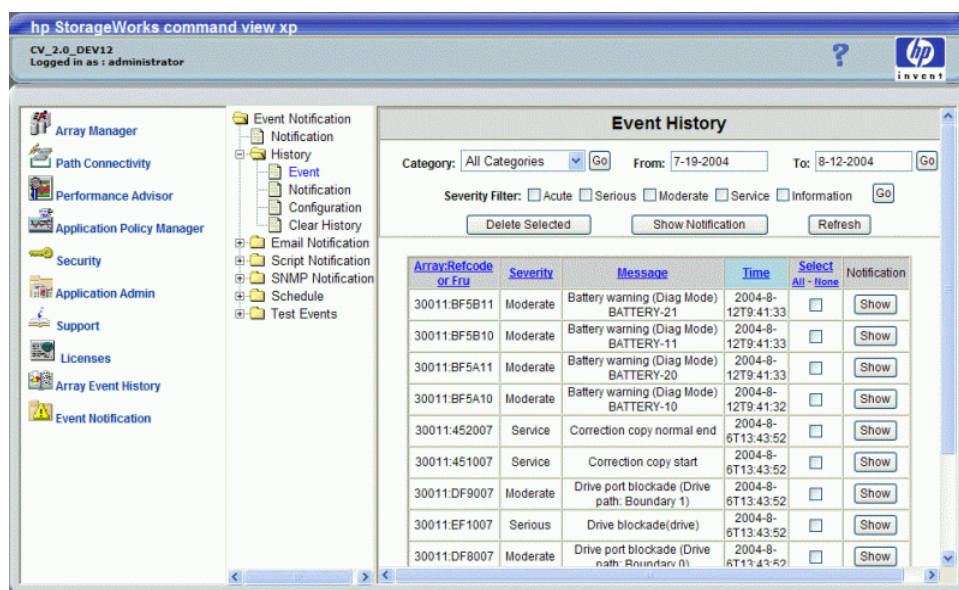 hp StorageWorks command view xp
CV_2.0_DEV12
Logged in as : administrator
?
hp
invent
Array Manager
Path Connectivity
Performance Advisor
Application Policy Manager
Security
Application Admin
Support
Licenses
Array Event History
Event Notification
Event Notification
Notification
History
Event
Notification
Configuration
Clear History
Email Notification
Script Notification
SNMP Notification
Schedule
Test Events
Event History
Category: All Categories Go From: 7-19-2004 To: 8-12-2004 Go
Severity Filter: Acute Serious Moderate Service Information Go
Delete Selected Show Notification Refresh
Array:Refcode or Fru Severity Message Time Select All - None Notification
30011:BF5B11 Moderate Battery warning (Diag Mode) BATTERY-21 2004-8-12T9:41:33 Show
30011:BF5B10 Moderate Battery warning (Diag Mode) BATTERY-11 2004-8-12T9:41:33 Show
30011:BF5A11 Moderate Battery warning (Diag Mode) BATTERY-20 2004-8-12T9:41:33 Show
30011:BF5A10 Moderate Battery warning (Diag Mode) BATTERY-10 2004-8-12T9:41:32 Show
30011:452007 Service Correction copy normal end 2004-8-6T13:43:52 Show
30011:451007 Service Correction copy start 2004-8-6T13:43:52 Show
30011:DF9007 Moderate Drive port blockade (Drive path: Boundary 1) 2004-8-6T13:43:52 Show
30011:EF1007 Serious Drive blockade(drive) 2004-8-6T13:43:52 Show
30011:DF8007 Moderate Drive port blockade (Drive path: Boundary 0) 2004-8-6T13:43:52 Show